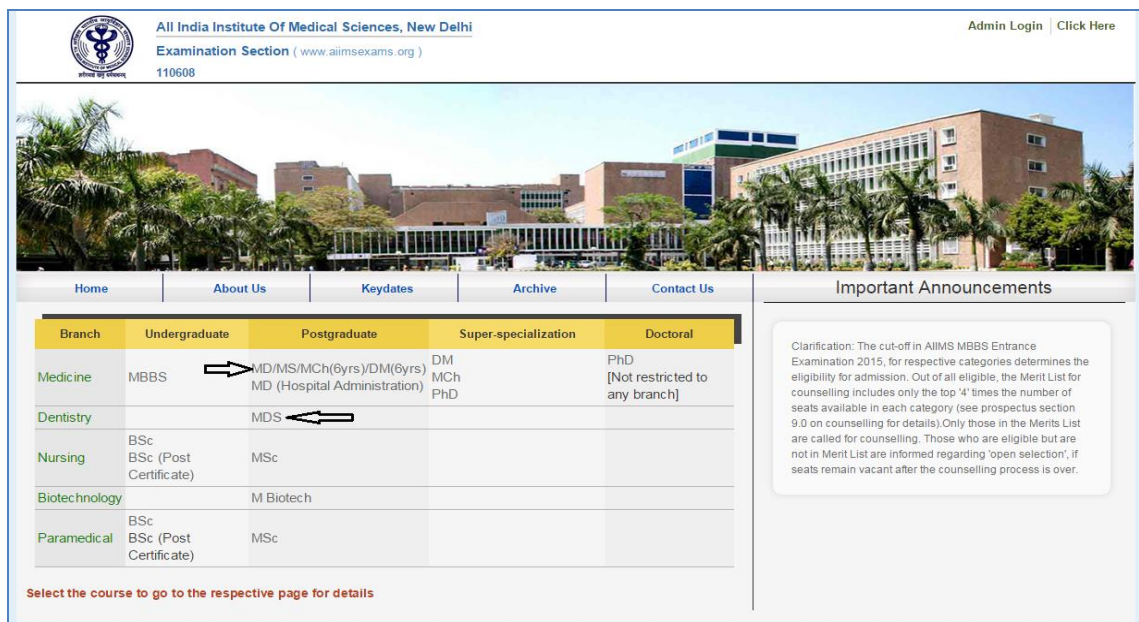 All India Institute Of Medical Sciences, New Delhi
Admin Login | Click Here
Examination Section ( www.aiimsexams.org )
110608
Home
About Us
Keydates
Archive
Contact Us
Important Announcements
Branch
Undergraduate
Postgraduate
Super-specialization
Doctoral
Medicine
MBBS
MD/MS/MCh(6yrs)/DM(6yrs)
MD (Hospital Administration)
DM
MCh
PhD
PhD
[Not restricted to
any branch]
Dentistry
MDS
Nursing
BSc
BSc (Post
Certificate)
MSc
Biotechnology
M Biotech
Paramedical
BSc
BSc (Post
Certificate)
MSc
Select the course to go to the respective page for details
Clarification: The cut-off in AIIMS MBBS Entrance
Examination 2015, for respective categories determines the
eligibility for admission. Out of all eligible, the Merit List for
counselling includes only the top '4' times the number of
seats available in each category (see prospectus section
9.0 on counselling for details).Only those in the Merits List
are called for counselling. Those who are eligible but are
not in Merit List are informed regarding 'open selection', if
seats remain vacant after the counselling process is over.